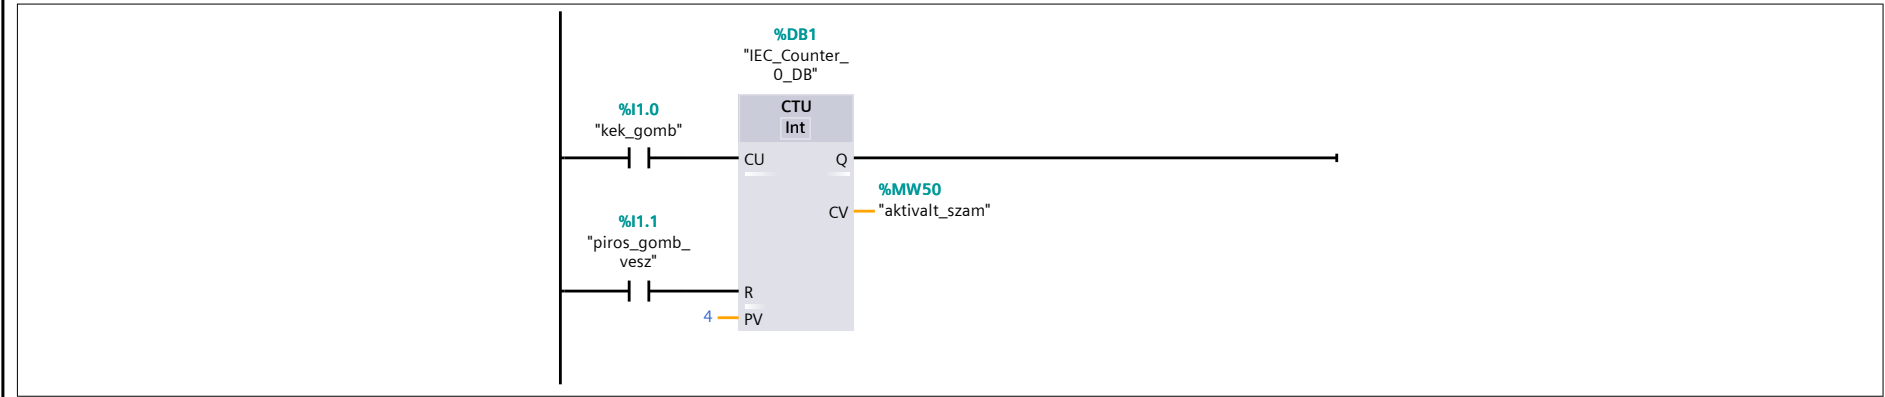 %DB1
"IEC_Counter_
0_DB"
%I1.0
"kek_gomb"
CTU
Int
CU
Q
%MW50
CV
"aktivalt_szam"
%I1.1
"piros_gomb_
vesz"
R
4
PV